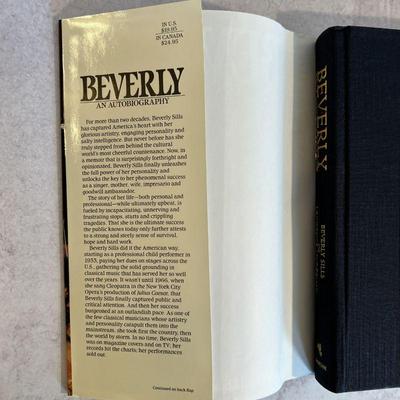 IN U.S.
$19.95
IN CANADA
$24.95
BEVERLY
AN AUTOBIOGRAPHY
For more than two decades, Beverly Sills
has captured America's heart with her
glorious artistry, engaging personality and
salty intelligence. But never before has she
truly stepped from behind the cultural
world's most cheerful countenance. Now, in
a memoir that is surprisingly forthright and
opinionated, Beverly Sills finally unleashes
the full power of her personality and
unlocks the key to her phenomenal success
as a singer, mother, wife, impresario and
goodwill ambassador.
The story of her life—both personal and
professional—while ultimately upbeat, is
fueled by incapacitating, unnerving and
frustrating stops, starts and crippling
tragedies. That she is the ultimate success
the public knows today only further attests
to a strong and steely sense of survival,
hope and hard work.
Beverly Sills did it the American way,
starting as a professional child performer in
1933, paying her dues on stages across the
U.S., gathering the solid grounding in
classical music that has served her so well
over the years. It wasn't until 1966, when
she sang Cleopatra in the New York City
Opera's production of Julius Caesar, that
Beverly Sills finally captured public and
critical attention. And then her success
burgeoned at an outlandish pace. As one of
the few classical musicians whose artistry
and personality catapult them into the
mainstream, she took first the country, then
the world by storm. In no time, Beverly Sills
was on magazine covers and on TV; her
records hit the charts; her performances
sold out.
Continued on back flap
BEVERLY
BEVERLY SILLS